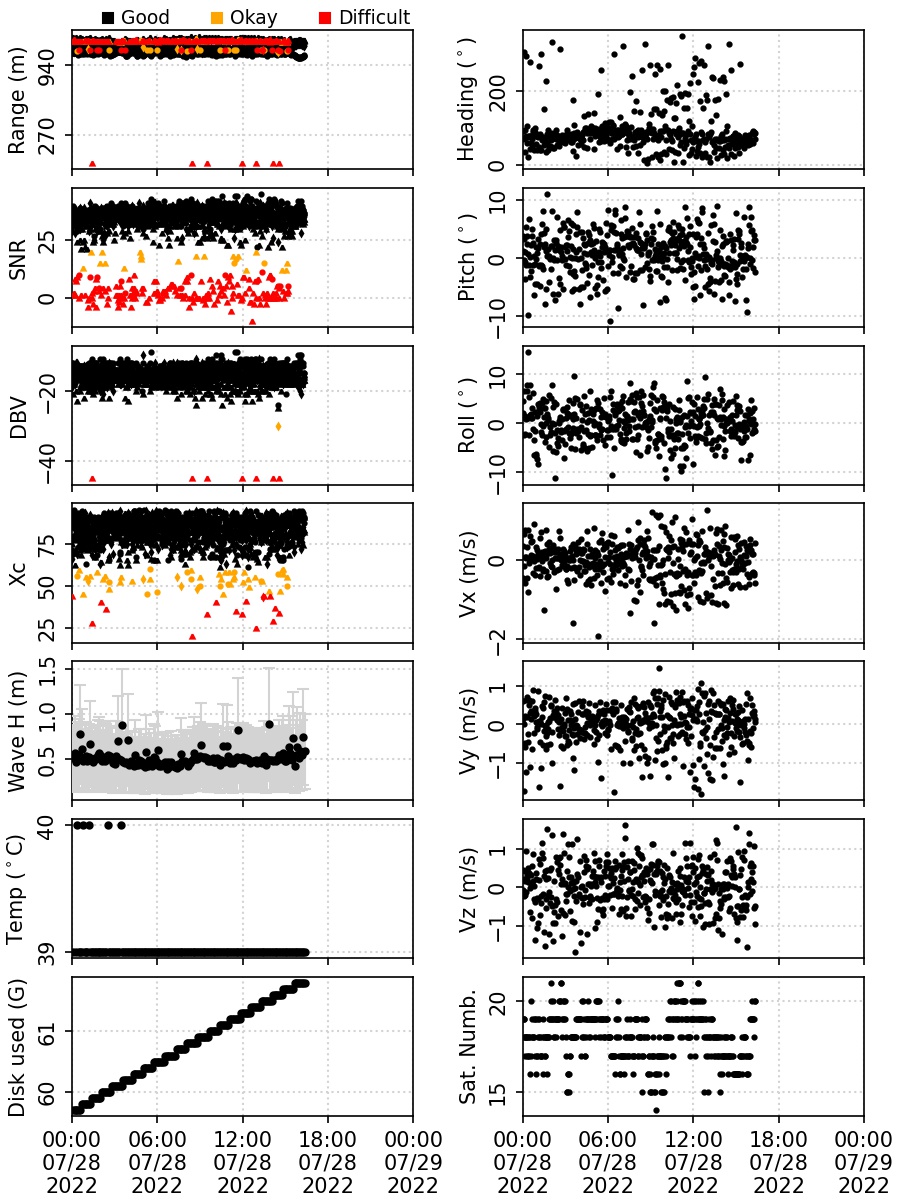 Good Okay Difficult
Range (m)
940
270
Heading (°)
200
0
SNR
25
0
Pitch (°)
10
0
−10
DBV
−20
−40
Roll (°)
10
0
−10
Xc
75
50
25
Vx (m/s)
0
−2
Wave H (m)
1.5
1.0
0.5
Vy (m/s)
1
0
−1
Temp (°C)
40
39
Vz (m/s)
1
0
−1
Disk used (G)
61
60
Sat. Numb.
20
15
00:00 06:00 12:00 18:00 00:00
07/28 07/28 07/28 07/28 07/29
2022 2022 2022 2022 2022
00:00 06:00 12:00 18:00 00:00
07/28 07/28 07/28 07/28 07/29
2022 2022 2022 2022 2022